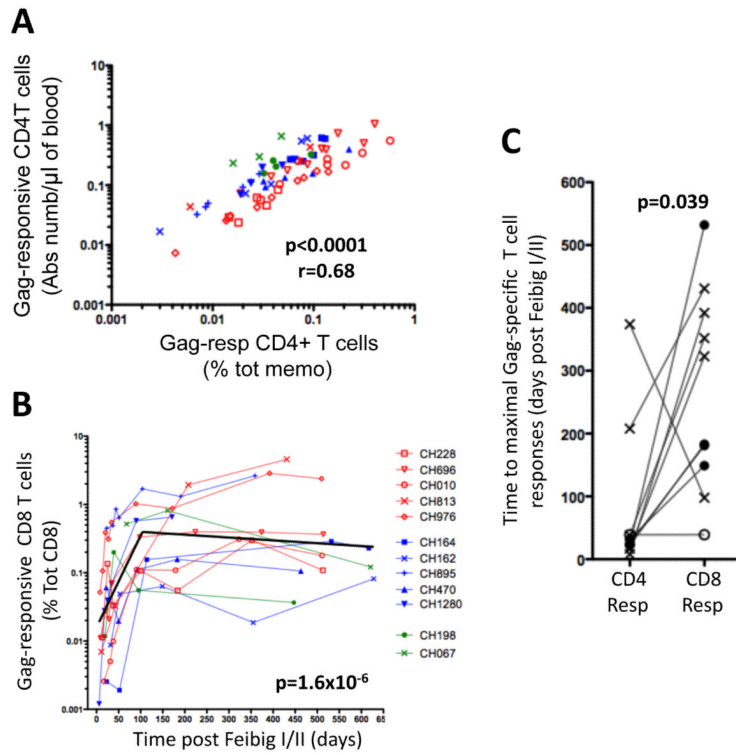 A
Gag-responsive CD4T cells
(Abs numb/µl of blood)
10
1
0.1
0.01
0.001
0.001
0.01
0.1
1
p<0.0001
r=0.68
Gag-resp CD4+ T cells
(% tot memo)
B
Gag-responsive CD8 T cells
(% Tot CD8)
10
1
0.1
0.01
0.001
0 50 100 150 200 250 300 350 400 450 500 550 600 65
p=1.6x10-6
Time post Feibig I/II (days)
CH228
CH696
CH010
CH813
CH976
CH164
CH162
CH895
CH470
CH1280
CH198
CH067
C
Time to maximal Gag-specific T cell
responses (days post Feibig I/II)
600
500
400
300
200
100
0
p=0.039
CD4
Resp
CD8
Resp